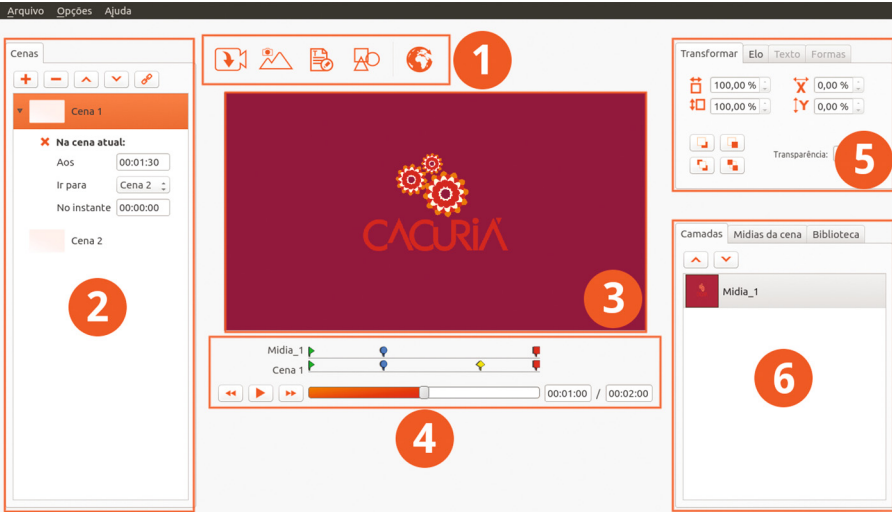 Arquivo Opções Ajuda
Cenas
Cena 1
Na cena atual:
Aos 00:01:30
Ir para Cena 2
No instante 00:00:00
Cena 2
2
1
CACURIÁ
3
Midia_1
Cena 1
00:01:00 / 00:02:00
4
Transformar Elo Texto Formas
100,00 % X 0,00 %
100,00 % Y 0,00 %
Transparência:
5
Camadas Midias da cena Biblioteca
Midia_1
6